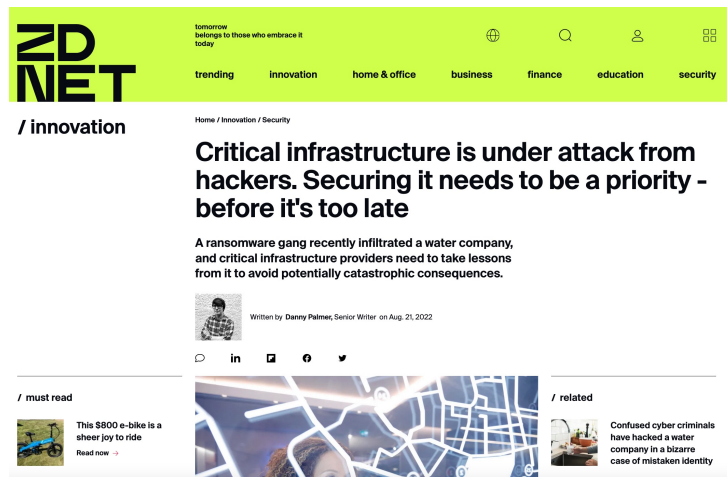 ZD
NET
tomorrow
belongs to those who embrace it
today
trending
innovation
home & office
business
finance
education
security
/ innovation
Home / Innovation / Security
Critical infrastructure is under attack from
hackers. Securing it needs to be a priority -
before it's too late
A ransomware gang recently infiltrated a water company,
and critical infrastructure providers need to take lessons
from it to avoid potentially catastrophic consequences.
Written by Danny Palmer, Senior Writer on Aug. 21, 2022
/ must read
This $800 e-bike is a
sheer joy to ride
Read now →
/ related
Confused cyber criminals
have hacked a water
company in a bizarre
case of mistaken identity